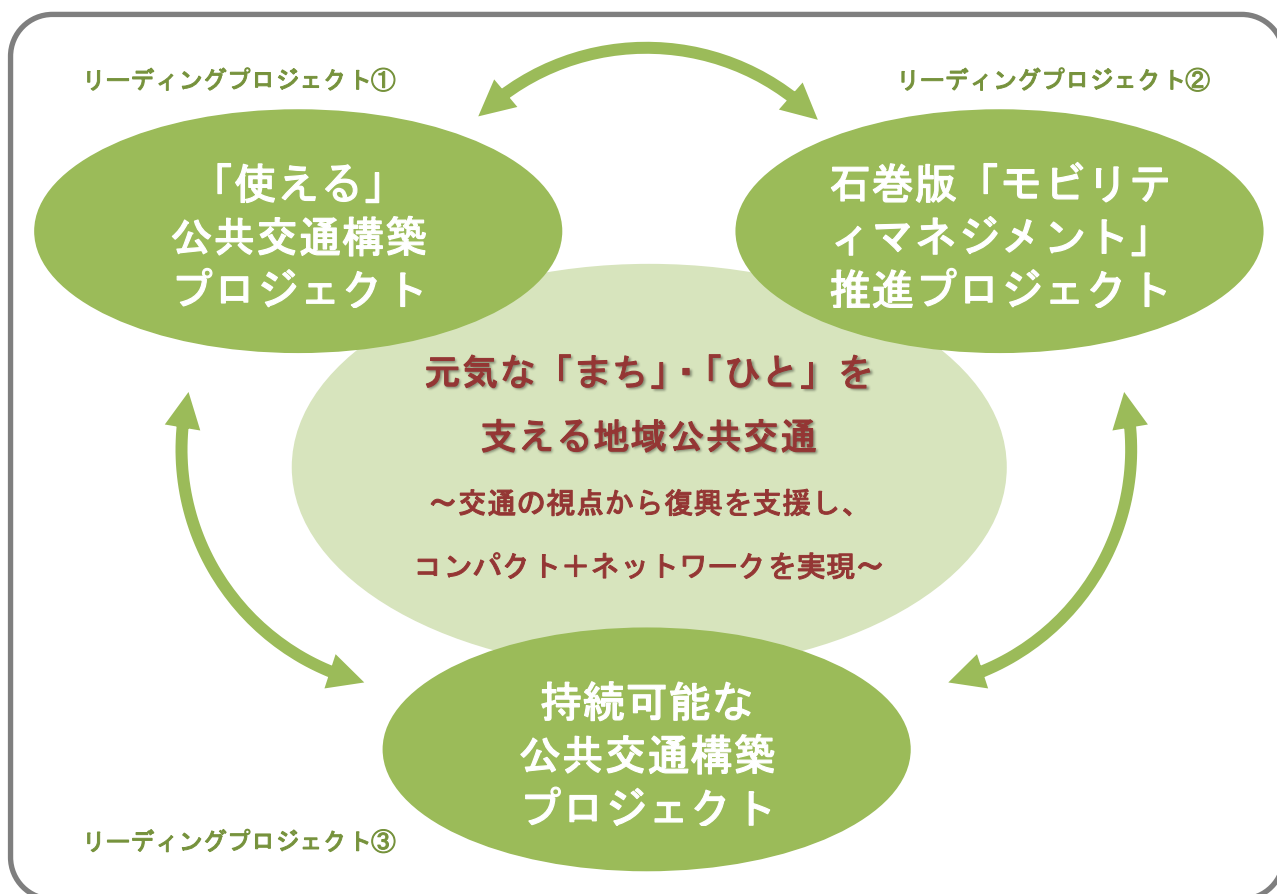 リーディングプロジェクト①
リーディングプロジェクト②
「使える」
公共交通構築
プロジェクト
石巻版「モビリテ
ィマネジメント」
推進プロジェクト
元気な「まち」・「ひと」を
支える地域公共交通
～交通の視点から復興を支援し、
コンパクト＋ネットワークを実現～
持続可能な
公共交通構築
プロジェクト
リーディングプロジェクト③